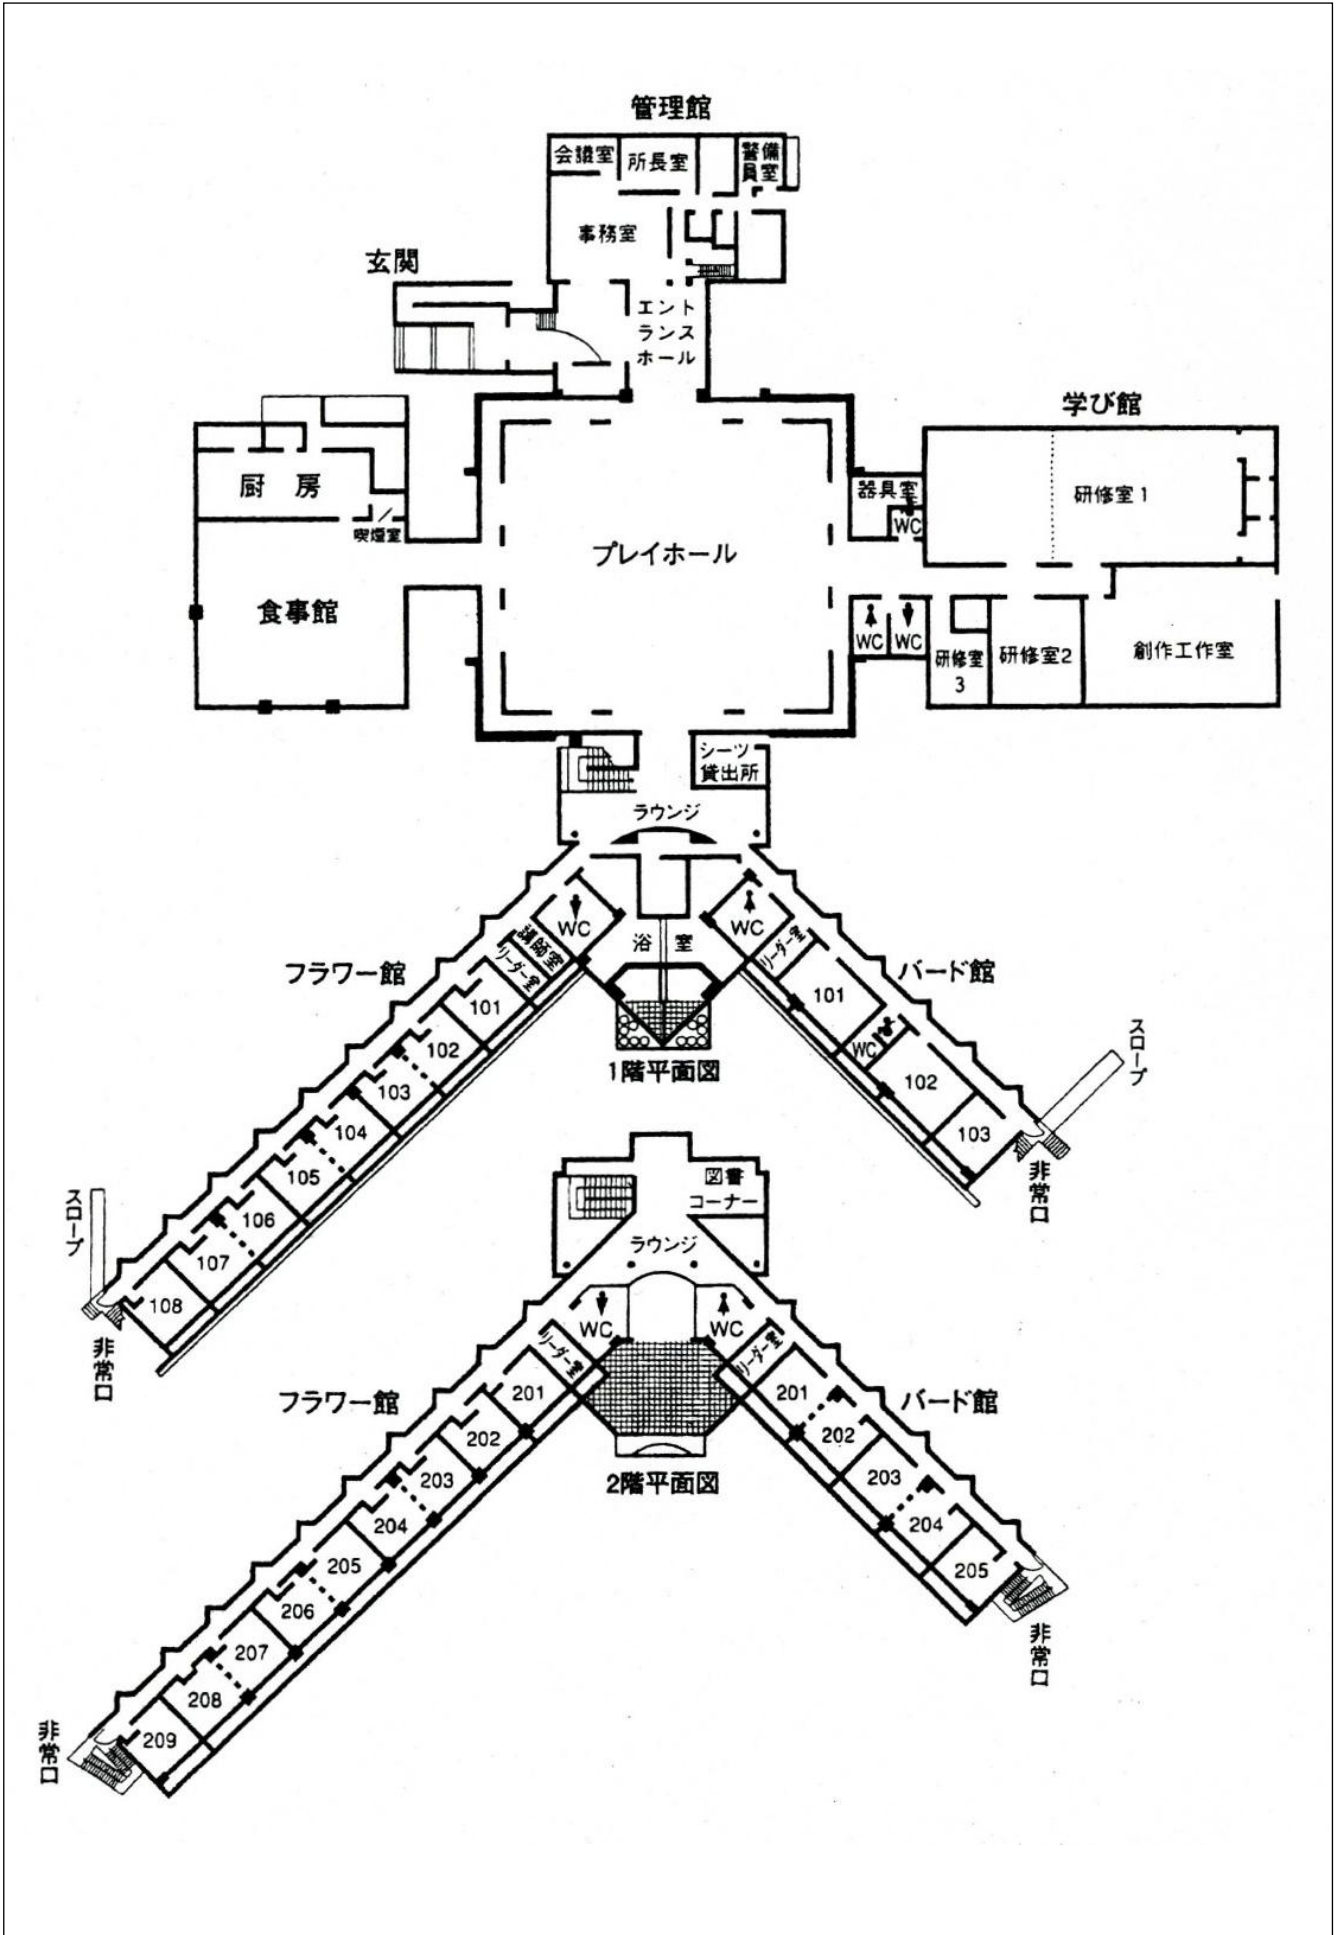 管理館
会議室
所長室
警備
員室
事務室
玄関
エント
ランス
ホール
学び館
厨 房
喫煙室
食事館
プレイホール
器具室
WC
研修室1
WC
WC
研修室
3
研修室2
創作工作室
シーツ
貸出所
ラウンジ
WC
WC
浴 室
講師室
リーダー室
リーダー室
フラワー館
バード館
101
102
103
104
105
106
107
108
101
WC
102
103
スロープ
非常口
スロープ
非常口
1階平面図
図書
コーナー
ラウンジ
WC
WC
リーダー室
リーダー室
フラワー館
バード館
201
202
203
204
205
206
207
208
209
201
202
203
204
205
非常口
非常口
2階平面図